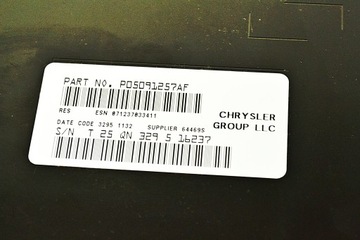 PART NO. P05091257AF
RES ESN 071237833411
DATE CODE 3295 1132 SUPPLIER 64469S
S/N T 25 QN 329 5 16237
CHRYSLER
GROUP LLC